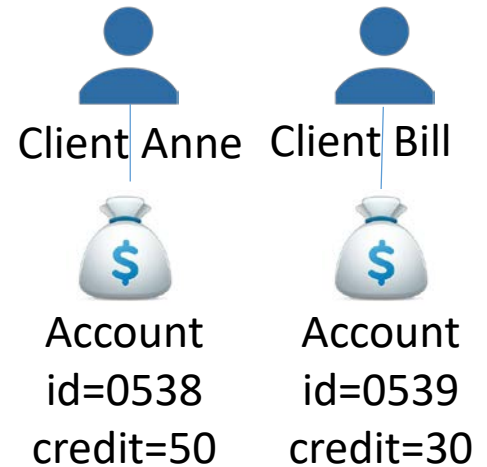 Client Anne
Client Bill
$
$
Account
id=0538
credit=50
Account
id=0539
credit=30